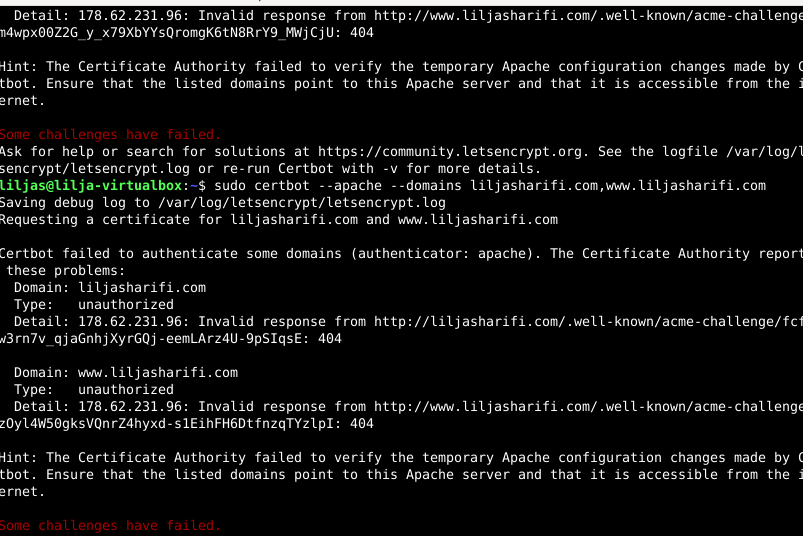 Detail: 178.62.231.96: Invalid response from http://www.liljasharifi.com/.well-known/acme-challenge
m4wpx00Z2G_y_x79XbYYsQromgK6tN8RrY9_MWjCjU: 404
Hint: The Certificate Authority failed to verify the temporary Apache configuration changes made by C
tbot. Ensure that the listed domains point to this Apache server and that it is accessible from the i
ernet.
Some challenges have failed.
Ask for help or search for solutions at https://community.letsencrypt.org. See the logfile /var/log/l
sencrypt/letsencrypt.log or re-run Certbot with -v for more details.
liljas@lilja-virtualbox:~$ sudo certbot --apache --domains liljasharifi.com,www.liljasharifi.com
Saving debug log to /var/log/letsencrypt/letsencrypt.log
Requesting a certificate for liljasharifi.com and www.liljasharifi.com
Certbot failed to authenticate some domains (authenticator: apache). The Certificate Authority report
these problems:
Domain: liljasharifi.com
Type: unauthorized
Detail: 178.62.231.96: Invalid response from http://liljasharifi.com/.well-known/acme-challenge/fcf
w3rn7v_qjaGnhjXyrGQj-eemLArz4U-9pSIqsE: 404
Domain: www.liljasharifi.com
Type: unauthorized
Detail: 178.62.231.96: Invalid response from http://www.liljasharifi.com/.well-known/acme-challenge
zOyl4W50gksVQnrZ4hyxd-s1EihFH6DtfnzqTYzlpI: 404
Hint: The Certificate Authority failed to verify the temporary Apache configuration changes made by C
tbot. Ensure that the listed domains point to this Apache server and that it is accessible from the i
ernet.
Some challenges have failed.